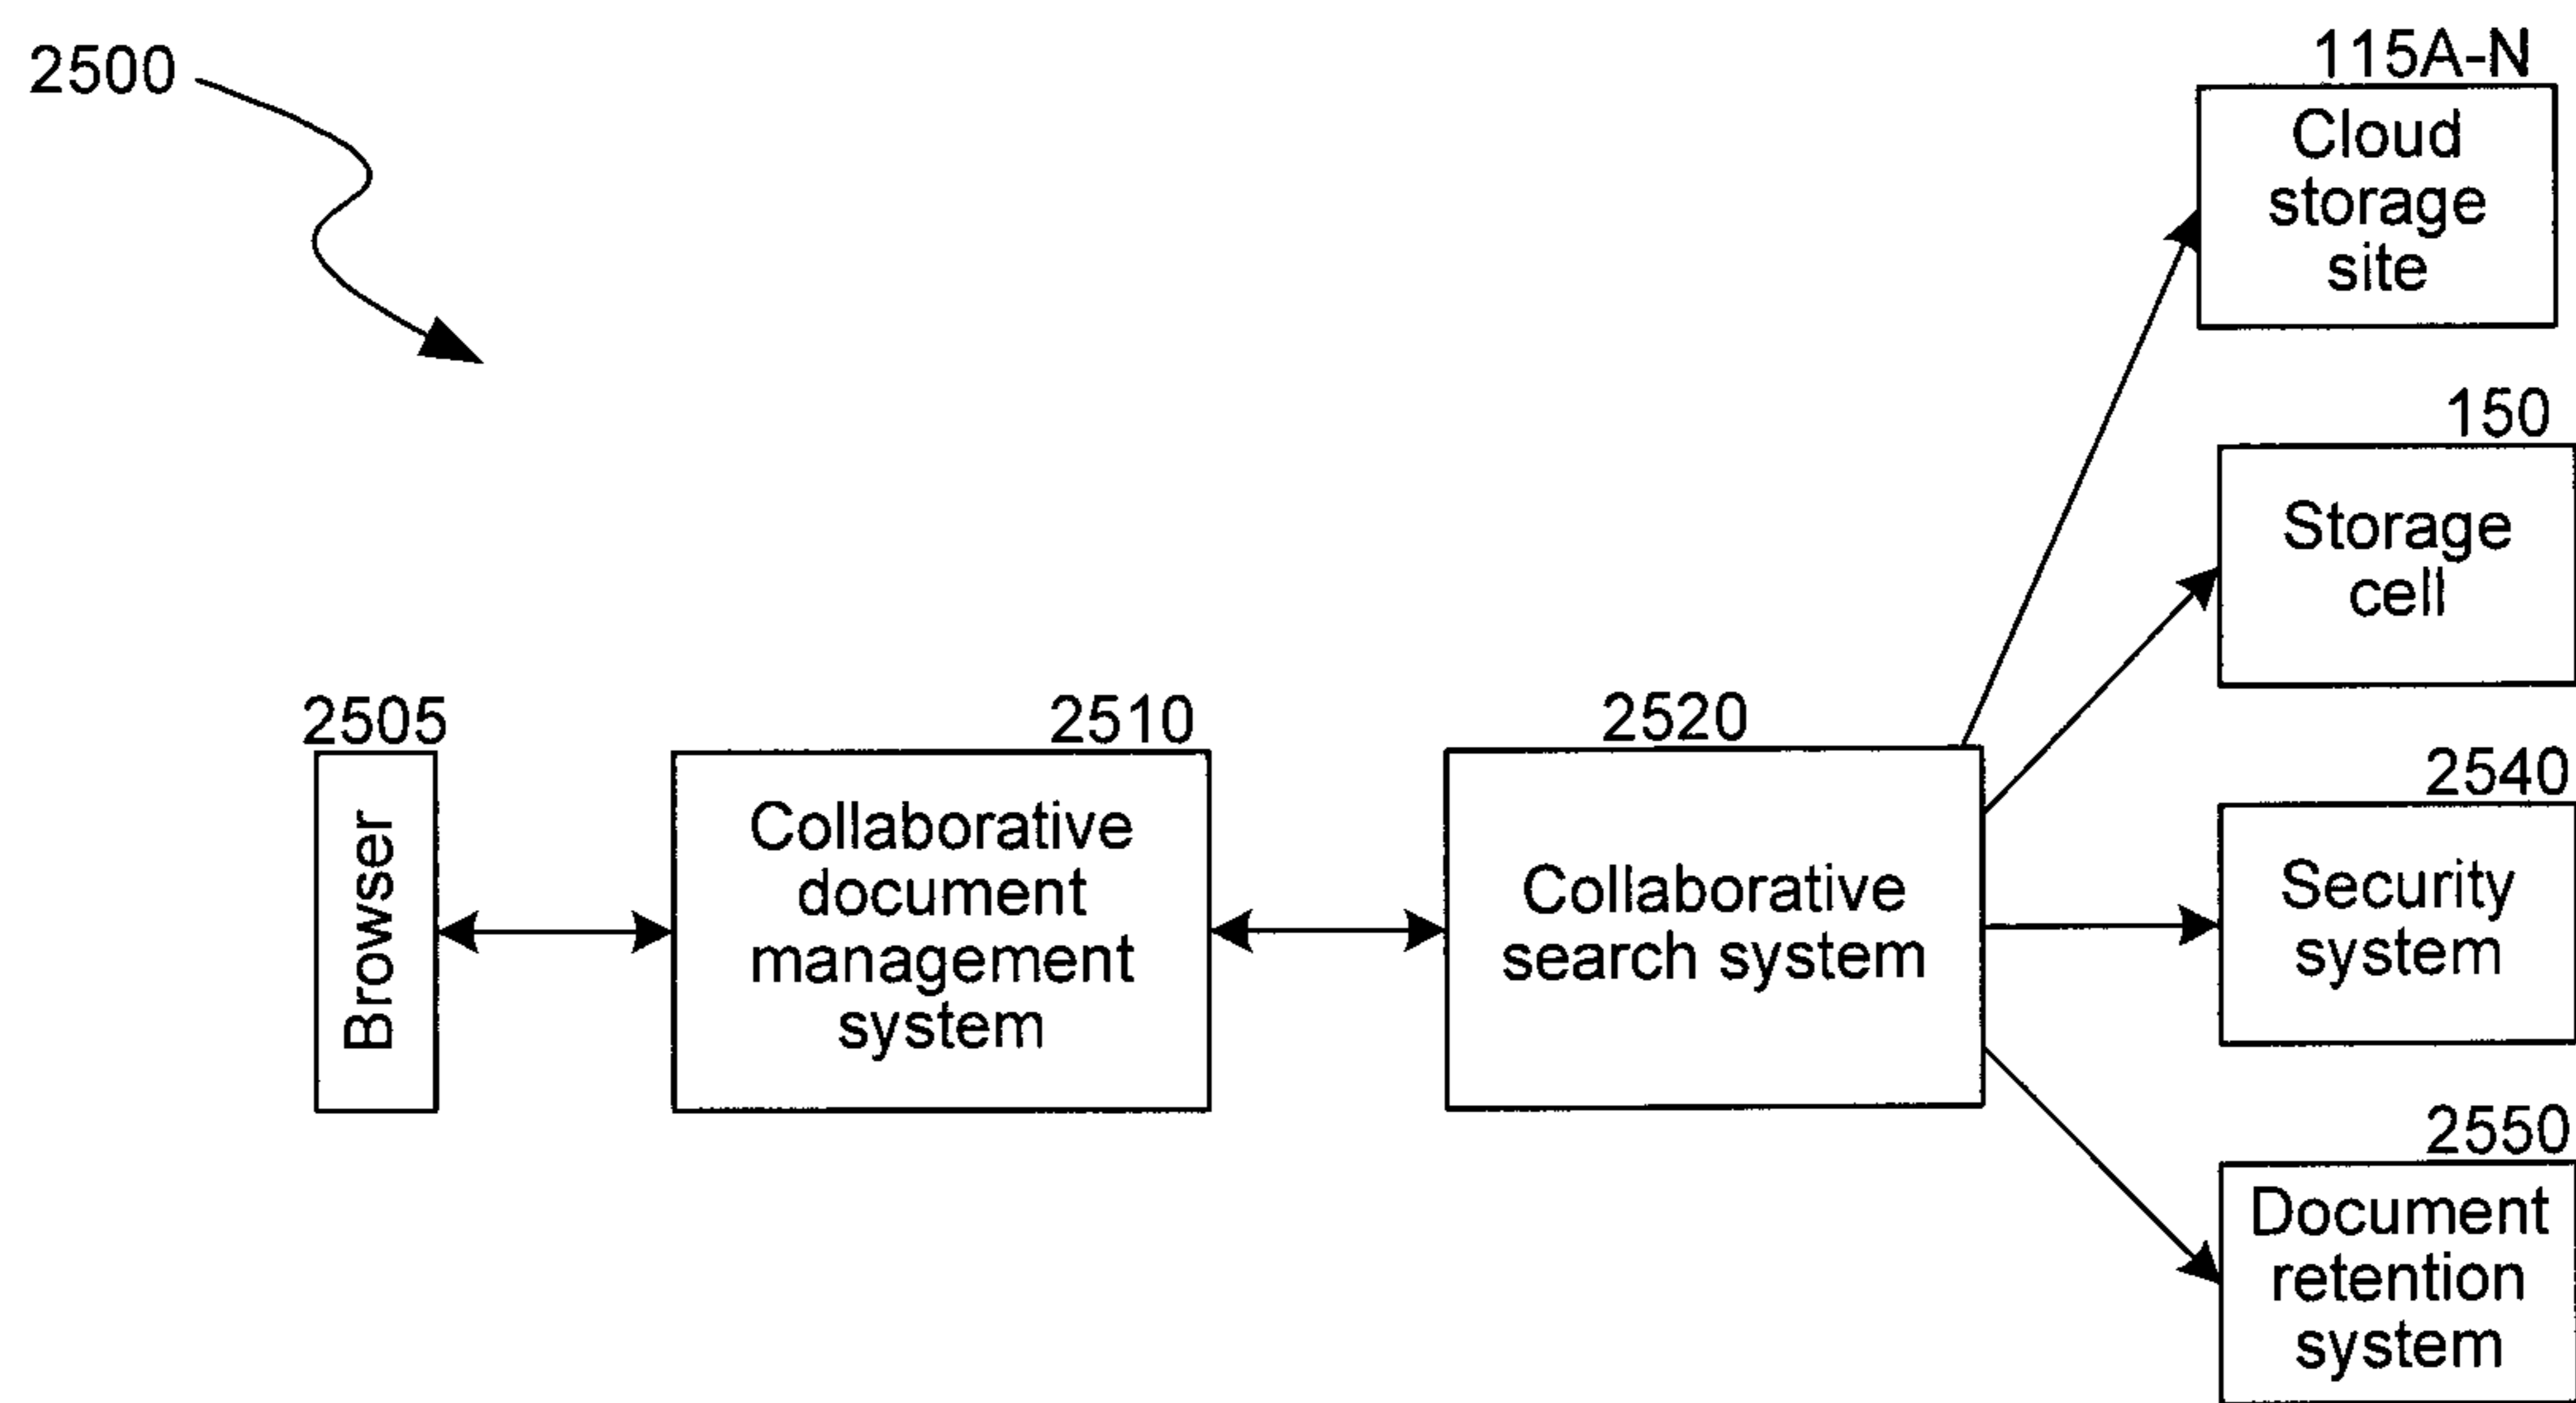 2500
115A-N
Cloud
storage
site
150
Storage
cell
2505
Browser
2510
Collaborative
document
management
system
2520
Collaborative
search system
2540
Security
system
2550
Document
retention
system